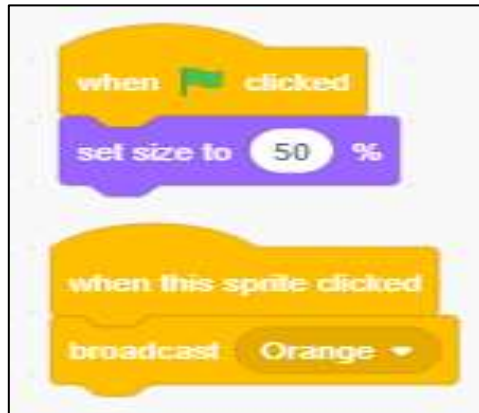 when clicked
set size to 50 %
when this sprite clicked
broadcast Orange